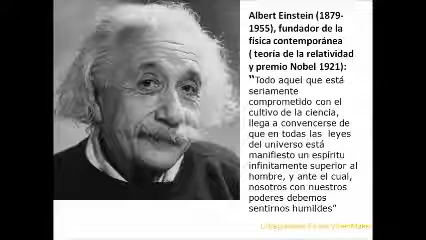 Albert Einstein (1879-
1955), fundador de la
física contemporánea
( teoría de la relatividad
y premio Nobel 1921):
"Todo aquel que está
seriamente
comprometido con el
cultivo de la ciencia,
llega a convencerse de
que en todas las leyes
del universo está
manifiesto un espíritu
infinitamente superior al
hombre, y ante el cual,
nosotros con nuestros
poderes debemos
sentirnos humildes"